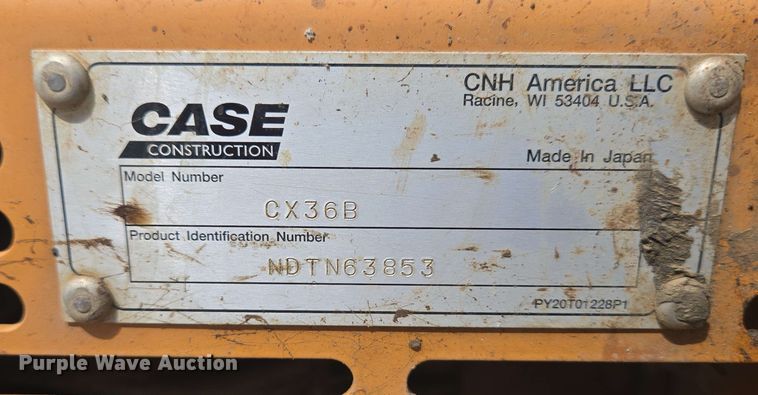 CNH America LLC
Racine, WI 53404 U.S.A.
CASE
CONSTRUCTION
Made In Japan
Model Number
CX36B
Product Identification Number
NDTN63853
PY20T01228P1
Purple Wave Auction